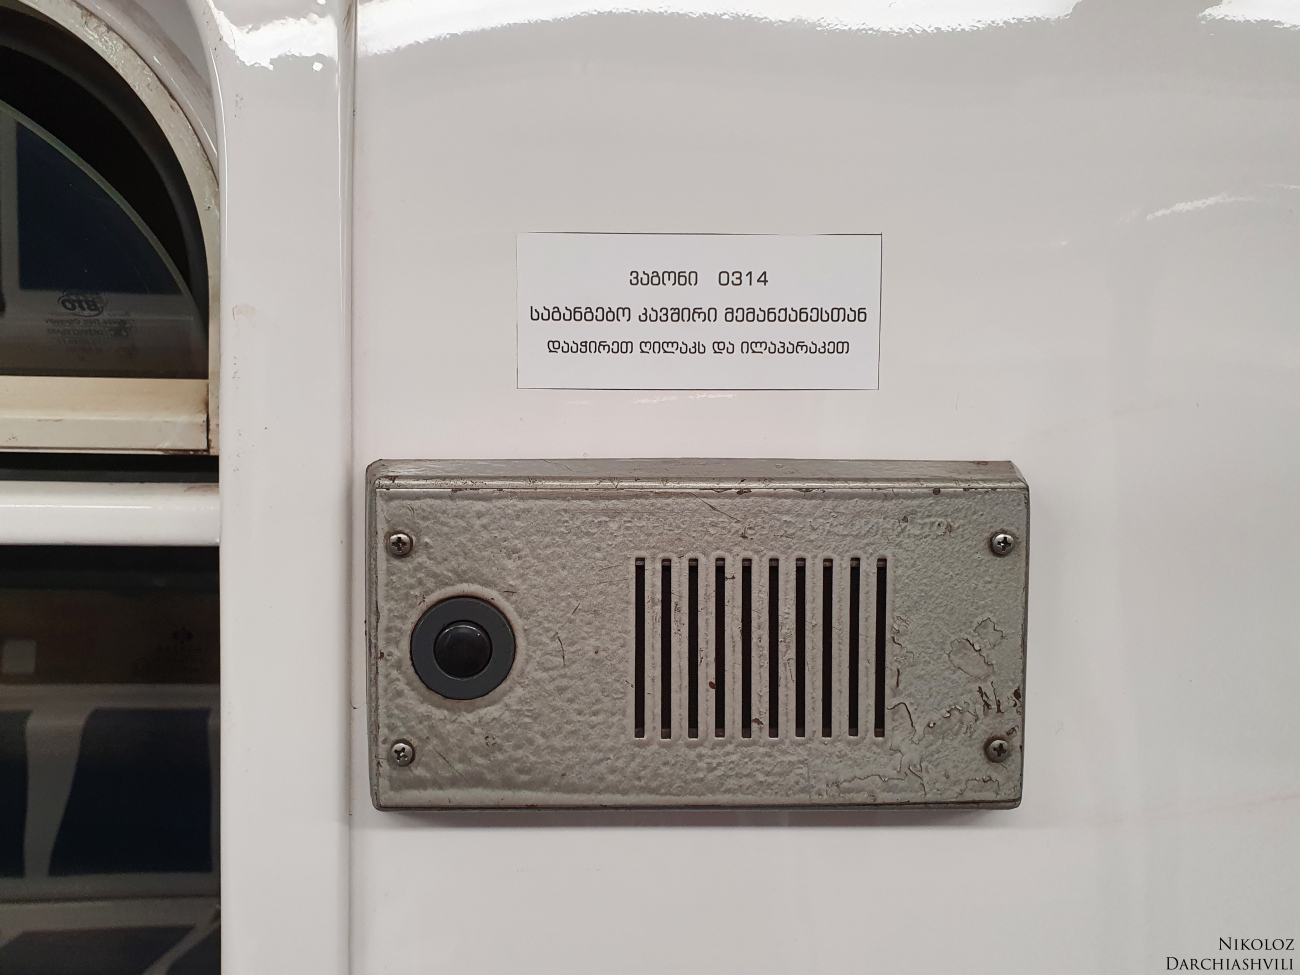 ვაგონი 0314
საგანგებო კავშირი მემანქანესთან
დააჭირეთ ღილაკს და ილაპარაკეთ
NIKOLOZ
DARCHIASHVILI